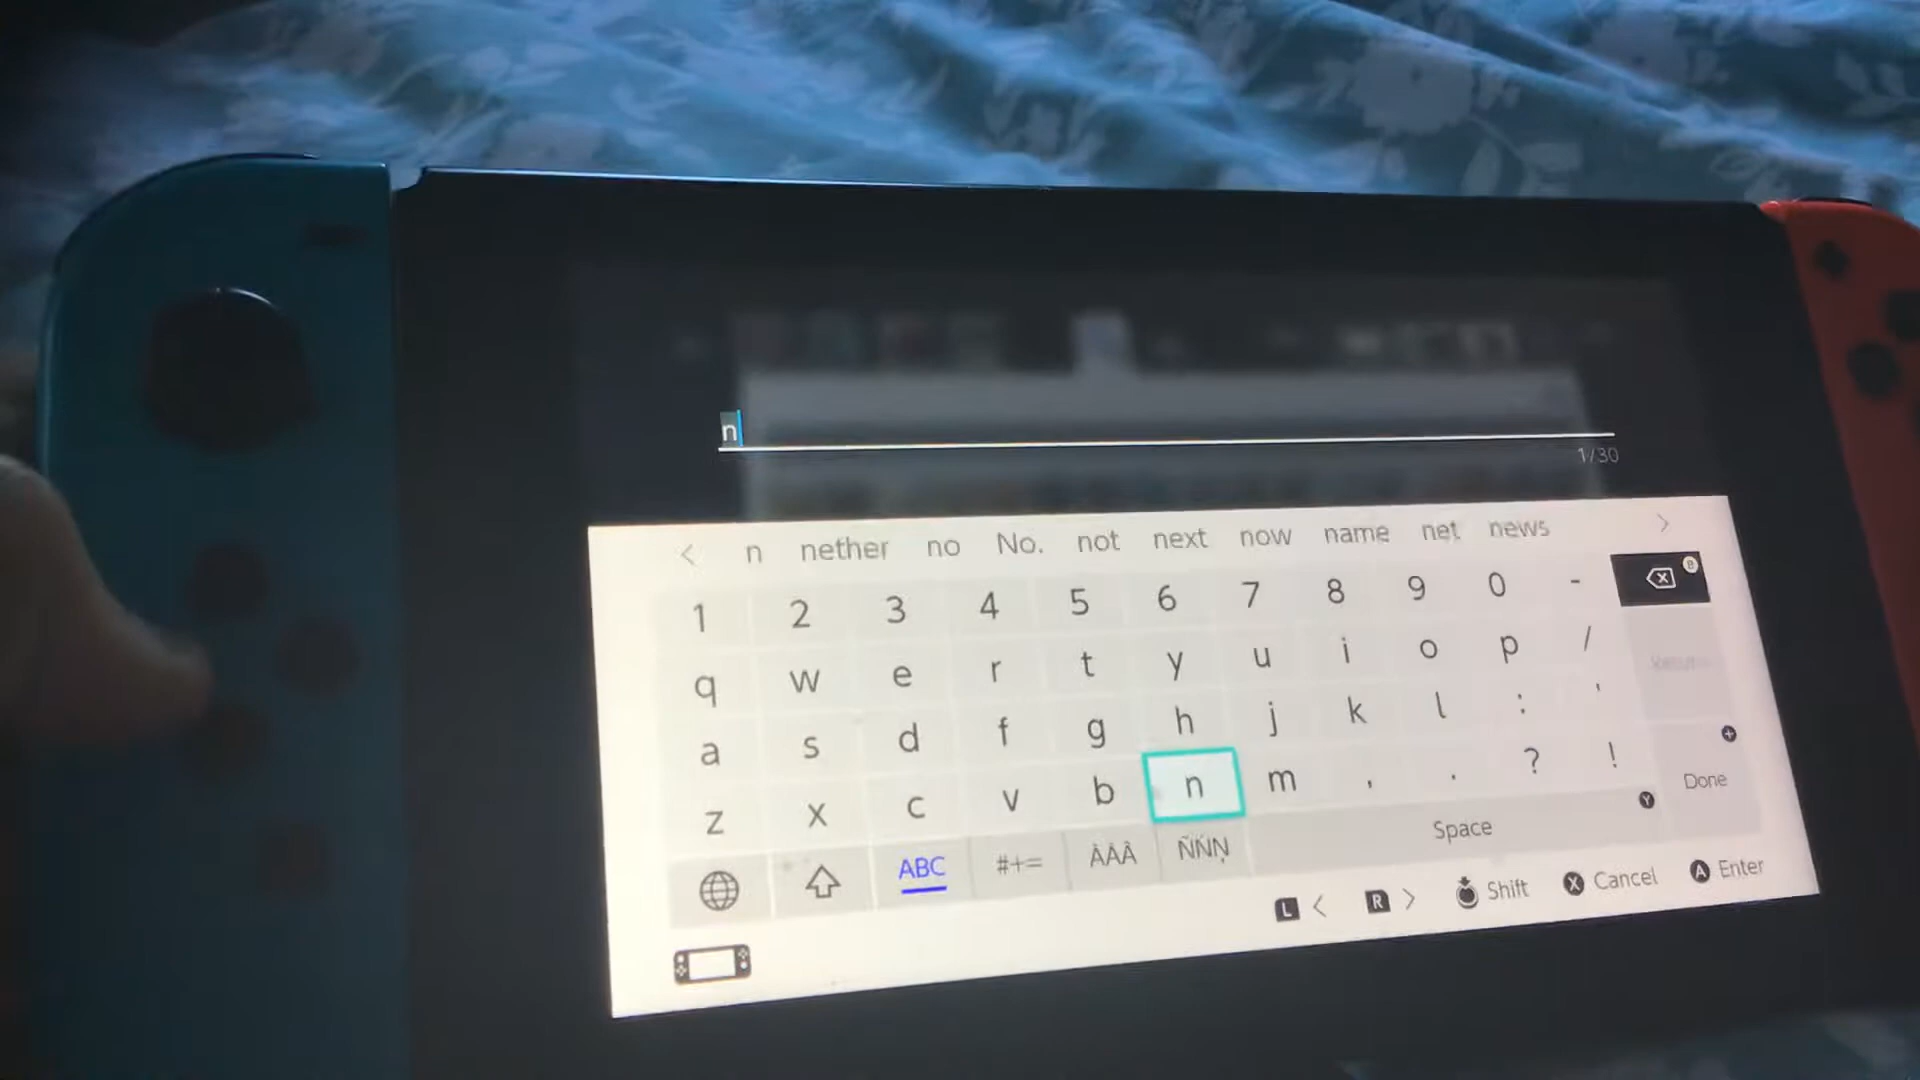 n
1/30
< n nether no No. not next now name net news >
1 2 3 4 5 6 7 8 9 0 - B
q w e r t y u i o p / Return
a s d f g h j k l : '
z x c v b n m , . ? ! + Done
ABC #+= ÀÁÂ ÑŃŅ Space Y
L < R > Shift X Cancel A Enter